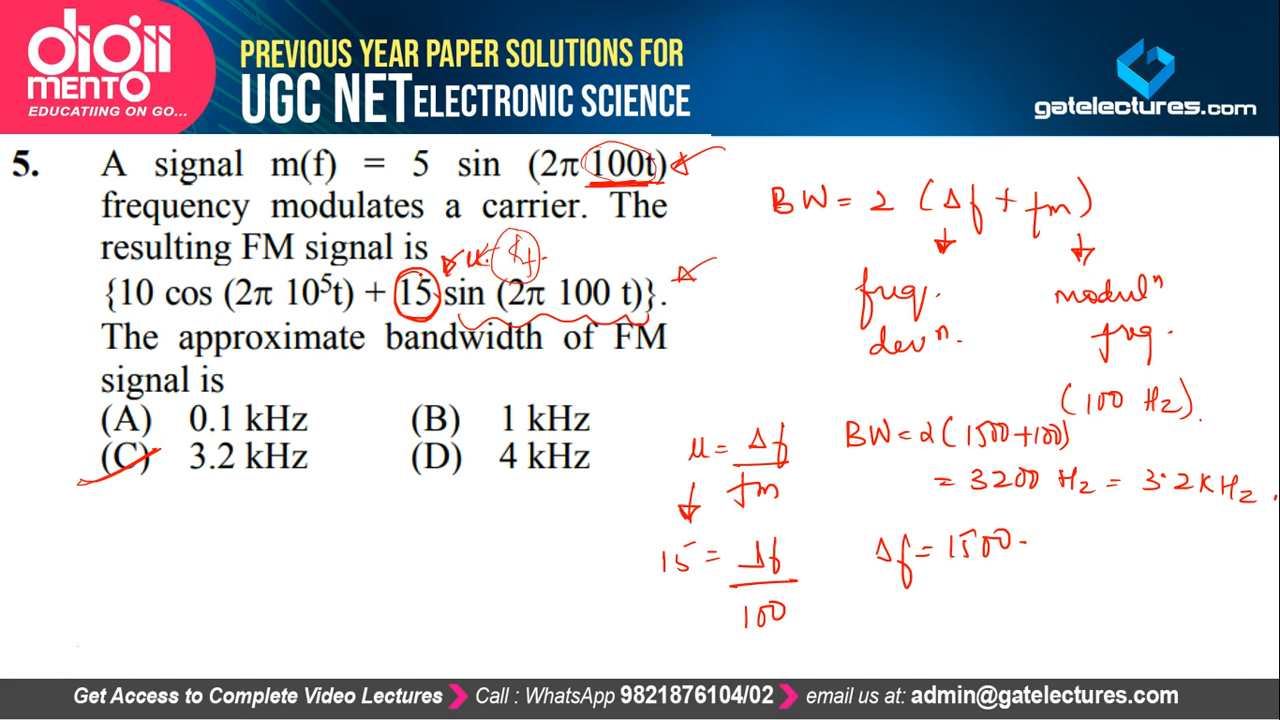 digii
MENTO
EDUCATIING ON GO...
PREVIOUS YEAR PAPER SOLUTIONS FOR
UGC NET ELECTRONIC SCIENCE
gatelectures.com
5. A signal m(f) = 5 sin (2π 100t)
frequency modulates a carrier. The
resulting FM signal is
{10 cos (2π 10⁵t) + 15 sin (2π 100 t)}.
The approximate bandwidth of FM
signal is
(A) 0.1 kHz (B) 1 kHz
(C) 3.2 kHz (D) 4 kHz
BW = 2 (Δf + fm)
freq. modulⁿ
devⁿ. freq.
(100 Hz).
μ = Δf/fm
BW = 2(1500+100)
= 3200 Hz = 3.2KHz.
15 = Δf/100
Δf = 1500.
Get Access to Complete Video Lectures Call : WhatsApp 9821876104/02 email us at: admin@gatelectures.com